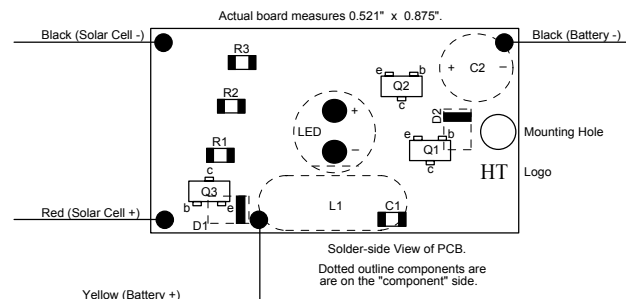 Actual board measures 0.521" x 0.875".
Black (Solar Cell -)
Black (Battery -)
R3
+ C2 −
e b
Q2
c
R2
LED
+
−
D2
Mounting Hole
e b
Q1
c
R1
HT
Logo
c
Q3
b e
D1
L1
C1
Red (Solar Cell +)
Solder-side View of PCB.
Dotted outline components are
are on the "component" side.
Yellow (Battery +)